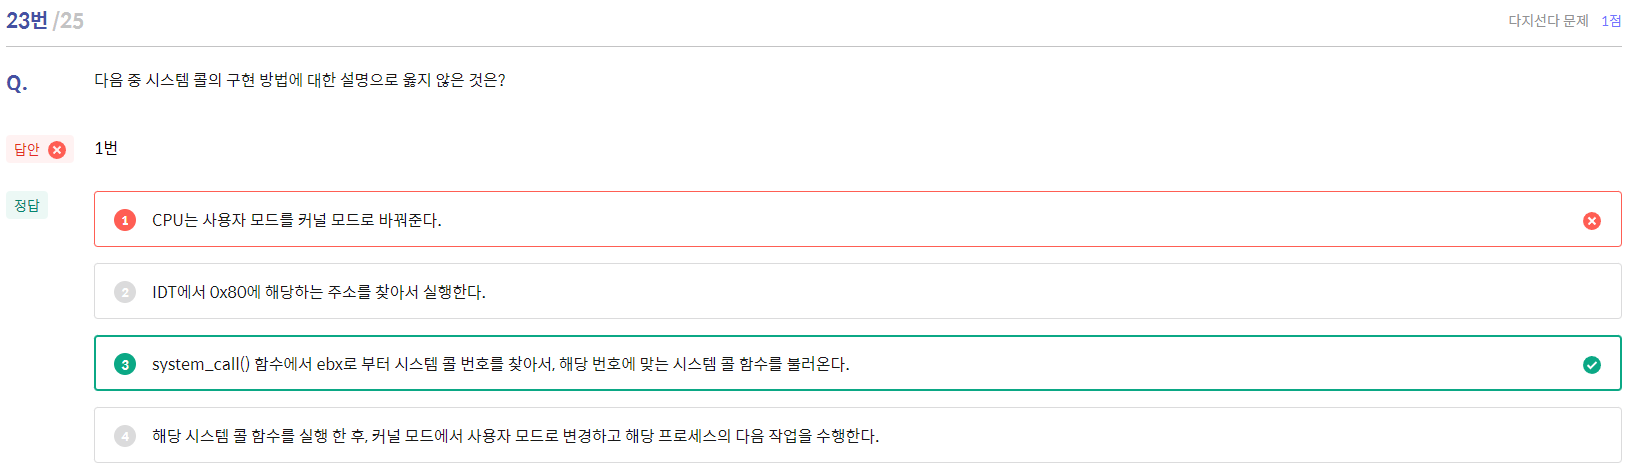 23번 /25
다지선다 문제 1점
Q. 다음 중 시스템 콜의 구현 방법에 대한 설명으로 옳지 않은 것은?
답안 1번
정답
1 CPU는 사용자 모드를 커널 모드로 바꿔준다.
2 IDT에서 0x80에 해당하는 주소를 찾아서 실행한다.
3 system_call() 함수에서 ebx로 부터 시스템 콜 번호를 찾아서, 해당 번호에 맞는 시스템 콜 함수를 불러온다.
4 해당 시스템 콜 함수를 실행 한 후, 커널 모드에서 사용자 모드로 변경하고 해당 프로세스의 다음 작업을 수행한다.